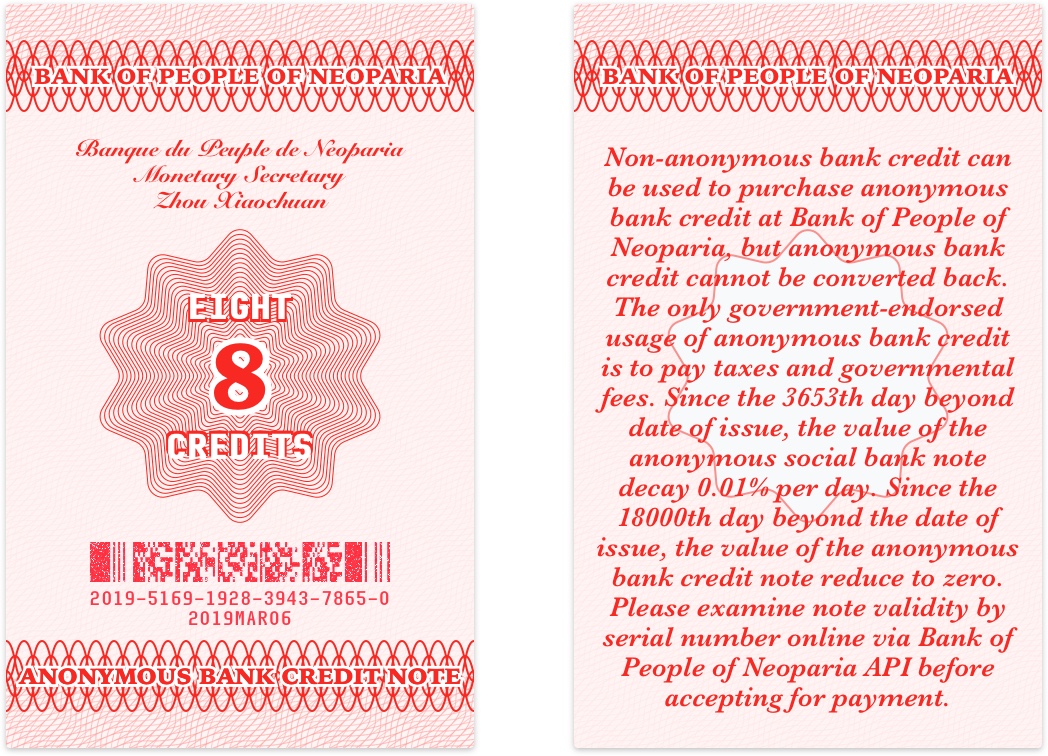 BANK OF PEOPLE OF NEOPARIA
Banque du Peuple de Neoparia
Monetary Secretary
Zhou Xiaochuan
EIGHT
8
CREDITS
2019-5169-1928-3943-7865-0
2019MAR06
ANONYMOUS BANK CREDIT NOTE
BANK OF PEOPLE OF NEOPARIA
Non-anonymous bank credit can
be used to purchase anonymous
bank credit at Bank of People of
Neoparia, but anonymous bank
credit cannot be converted back.
The only government-endorsed
usage of anonymous bank credit
is to pay taxes and governmental
fees. Since the 3653th day beyond
date of issue, the value of the
anonymous social bank note
decay 0.01% per day. Since the
18000th day beyond the date of
issue, the value of the anonymous
bank credit note reduce to zero.
Please examine note validity by
serial number online via Bank of
People of Neoparia API before
accepting for payment.